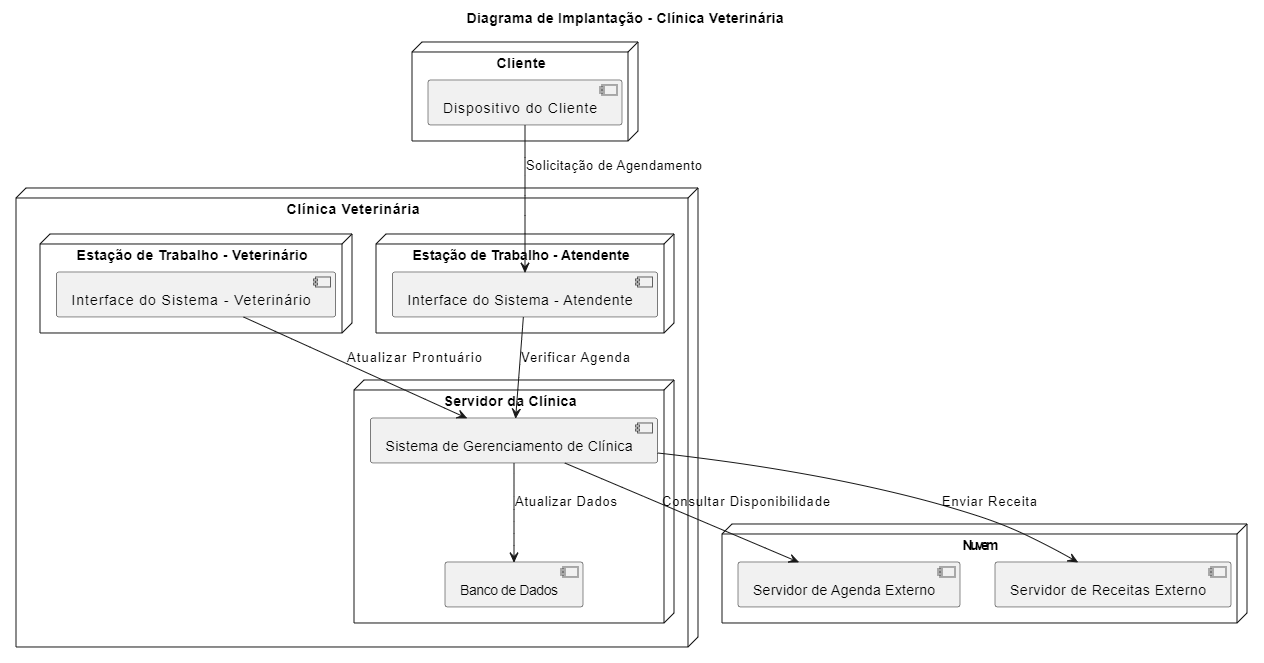 Diagrama de Implantação - Clínica Veterinária
Cliente
Dispositivo do Cliente
Solicitação de Agendamento
Clínica Veterinária
Estação de Trabalho - Veterinário
Estação de Trabalho - Atendente
Interface do Sistema - Veterinário
Interface do Sistema - Atendente
Atualizar Prontuário
Verificar Agenda
Servidor da Clínica
Sistema de Gerenciamento de Clínica
Atualizar Dados
Consultar Disponibilidade
Enviar Receita
Nuvem
Banco de Dados
Servidor de Agenda Externo
Servidor de Receitas Externo